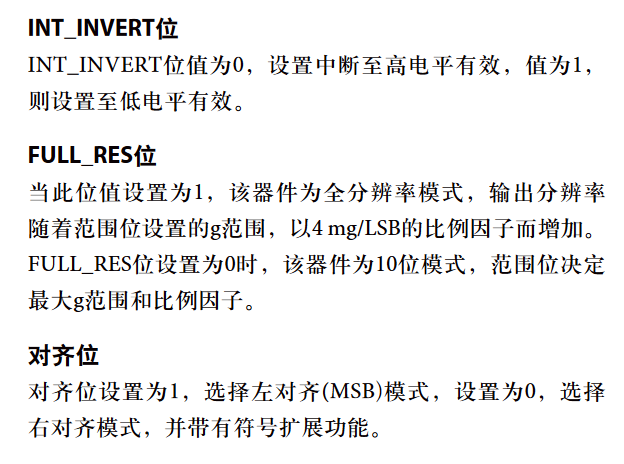 INT_INVERT位
INT_INVERT位值为0，设置中断至高电平有效，值为1，
则设置至低电平有效。
FULL_RES位
当此位值设置为1，该器件为全分辨率模式，输出分辨率
随着范围位设置的g范围，以4 mg/LSB的比例因子而增加。
FULL_RES位设置为0时，该器件为10位模式，范围位决定
最大g范围和比例因子。
对齐位
对齐位设置为1，选择左对齐(MSB)模式，设置为0，选择
右对齐模式，并带有符号扩展功能。